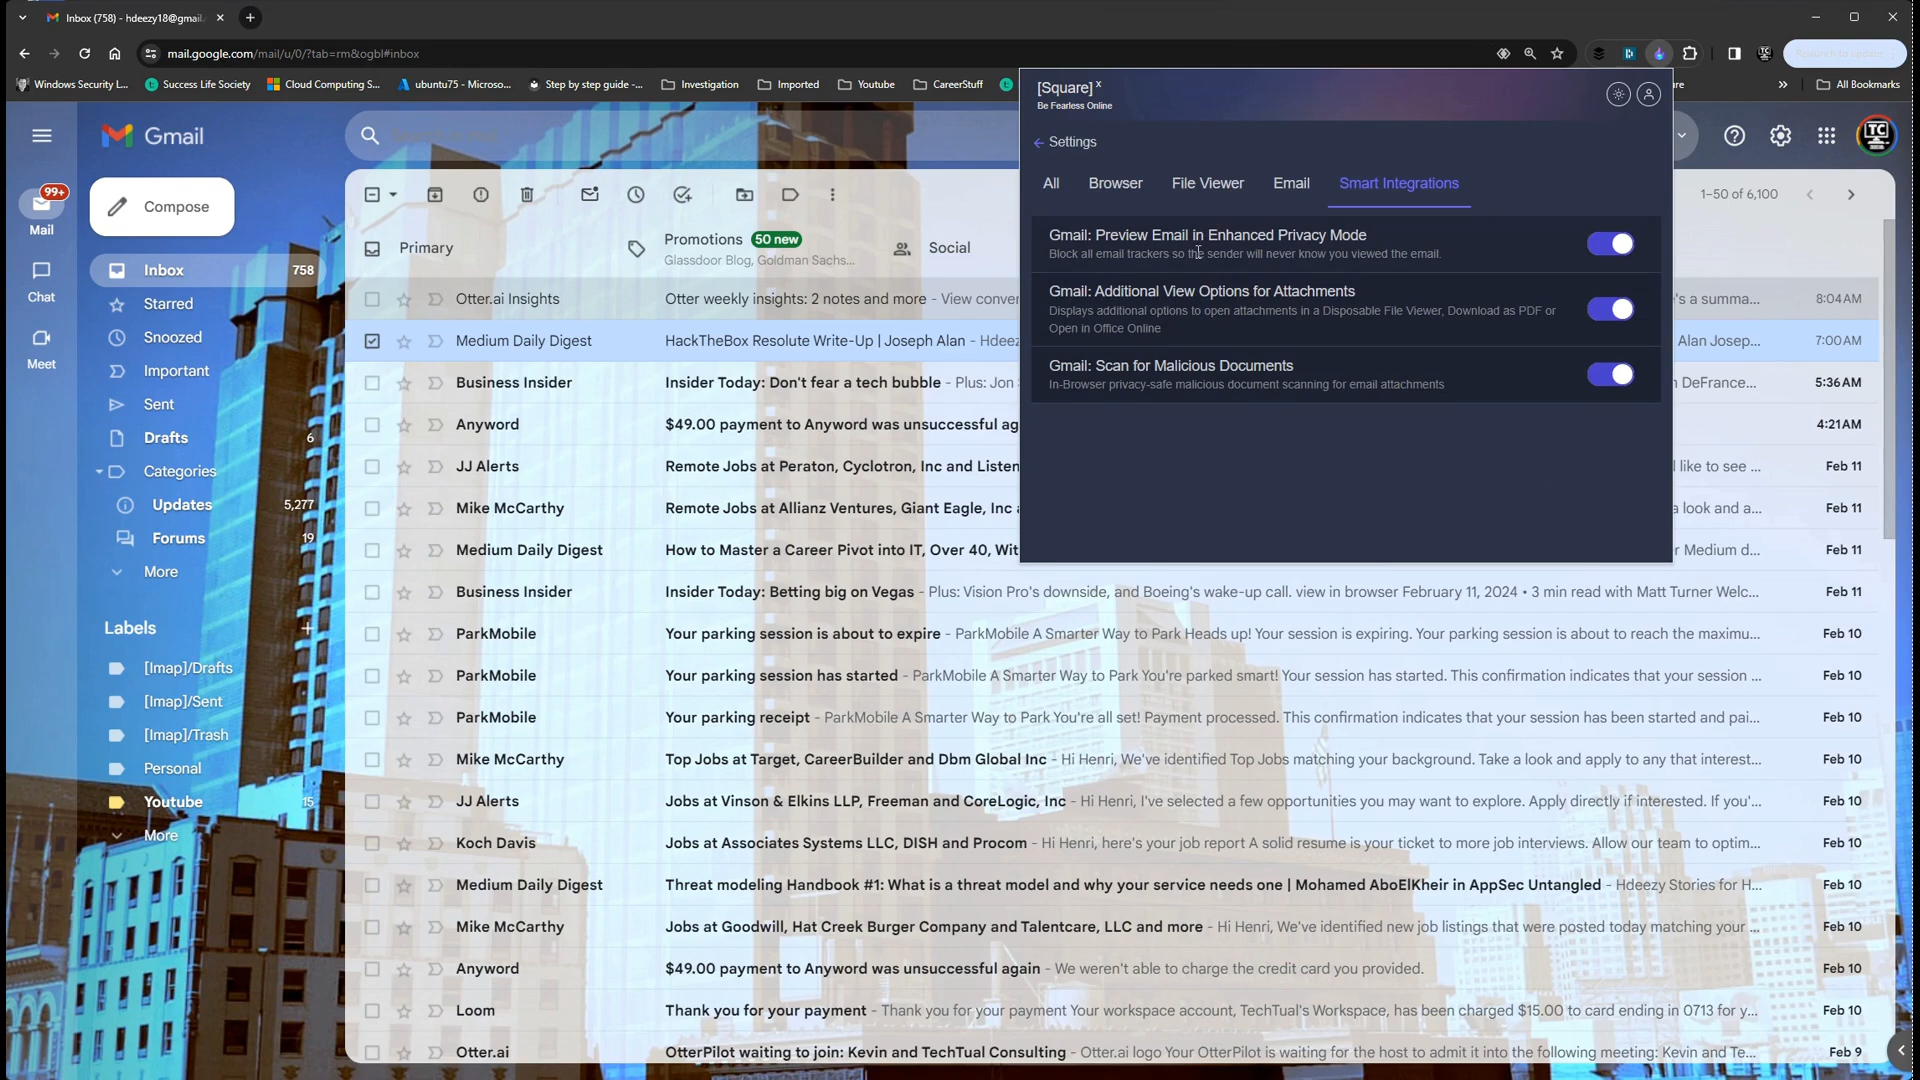 Inbox (758) - hdeezy18@gmail.
mail.google.com/mail/u/0/?tab=rm&ogbl#inbox
Windows Security L...
Success Life Society
Cloud Computing S...
ubuntu75 - Microso...
Step by step guide -...
Investigation
Imported
Youtube
CareerStuff
All Bookmarks
[Square] x
Be Fearless Online
Settings
All
Browser
File Viewer
Email
Smart Integrations
Gmail: Preview Email in Enhanced Privacy Mode
Block all email trackers so the sender will never know you viewed the email.
Gmail: Additional View Options for Attachments
Displays additional options to open attachments in a Disposable File Viewer, Download as PDF or
Open in Office Online
Gmail: Scan for Malicious Documents
In-Browser privacy-safe malicious document scanning for email attachments
Gmail
TC
99+
Mail
Chat
Meet
Compose
Inbox 758
Starred
Snoozed
Important
Sent
Drafts 6
Categories
Updates 5,277
Forums 19
More
Labels
[Imap]/Drafts
[Imap]/Sent
[Imap]/Trash
Personal
Youtube 15
More
1–50 of 6,100
Primary
Promotions 50 new
Glassdoor Blog, Goldman Sachs...
Social
Otter.ai Insights Otter weekly insights: 2 notes and more - View conver 's a summa... 8:04 AM
Medium Daily Digest HackTheBox Resolute Write-Up | Joseph Alan - Hdee Alan Josep... 7:00 AM
Business Insider Insider Today: Don't fear a tech bubble - Plus: Jon DeFrance... 5:36 AM
Anyword $49.00 payment to Anyword was unsuccessful ag 4:21 AM
JJ Alerts Remote Jobs at Peraton, Cyclotron, Inc and Listen like to see ... Feb 11
Mike McCarthy Remote Jobs at Allianz Ventures, Giant Eagle, Inc a look and a... Feb 11
Medium Daily Digest How to Master a Career Pivot into IT, Over 40, Wit r Medium d... Feb 11
Business Insider Insider Today: Betting big on Vegas - Plus: Vision Pro's downside, and Boeing's wake-up call. view in browser February 11, 2024 • 3 min read with Matt Turner Welc... Feb 11
ParkMobile Your parking session is about to expire - ParkMobile A Smarter Way to Park Heads up! Your session is expiring. Your parking session is about to reach the maximu... Feb 10
ParkMobile Your parking session has started - ParkMobile A Smarter Way to Park You're parked smart! Your session has started. This confirmation indicates that your session ... Feb 10
ParkMobile Your parking receipt - ParkMobile A Smarter Way to Park You're all set! Payment processed. This confirmation indicates that your session has been started and pai... Feb 10
Mike McCarthy Top Jobs at Target, CareerBuilder and Dbm Global Inc - Hi Henri, We've identified Top Jobs matching your background. Take a look and apply to any that interest... Feb 10
JJ Alerts Jobs at Vinson & Elkins LLP, Freeman and CoreLogic, Inc - Hi Henri, I've selected a few opportunities you may want to explore. Apply directly if interested. If you'... Feb 10
Koch Davis Jobs at Associates Systems LLC, DISH and Procom - Hi Henri, here's your job report A solid resume is your ticket to more job interviews. Allow our team to optim... Feb 10
Medium Daily Digest Threat modeling Handbook #1: What is a threat model and why your service needs one | Mohamed AboElKheir in AppSec Untangled - Hdeezy Stories for H... Feb 10
Mike McCarthy Jobs at Goodwill, Hat Creek Burger Company and Talentcare, LLC and more - Hi Henri, We've identified new job listings that were posted today matching your ... Feb 10
Anyword $49.00 payment to Anyword was unsuccessful again - We weren't able to charge the credit card you provided. Feb 10
Loom Thank you for your payment - Thank you for your payment Your workspace account, TechTual's Workspace, has been charged $15.00 to card ending in 0713 for y... Feb 10
Otter.ai OtterPilot waiting to join: Kevin and TechTual Consulting - Otter.ai logo Your OtterPilot is waiting for the host to admit it into the following meeting: Kevin and Te... Feb 9